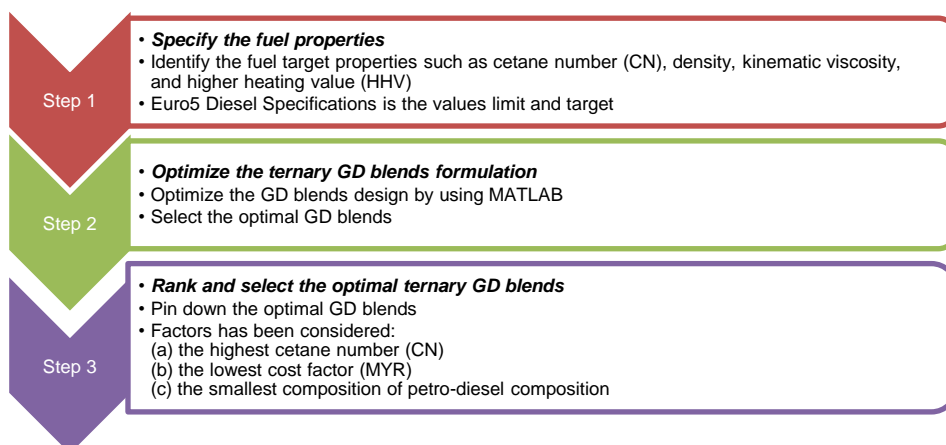 Step 1
• Specify the fuel properties
• Identify the fuel target properties such as cetane number (CN), density, kinematic viscosity,
and higher heating value (HHV)
• Euro5 Diesel Specifications is the values limit and target
Step 2
• Optimize the ternary GD blends formulation
• Optimize the GD blends design by using MATLAB
• Select the optimal GD blends
Step 3
• Rank and select the optimal ternary GD blends
• Pin down the optimal GD blends
• Factors has been considered:
(a) the highest cetane number (CN)
(b) the lowest cost factor (MYR)
(c) the smallest composition of petro-diesel composition